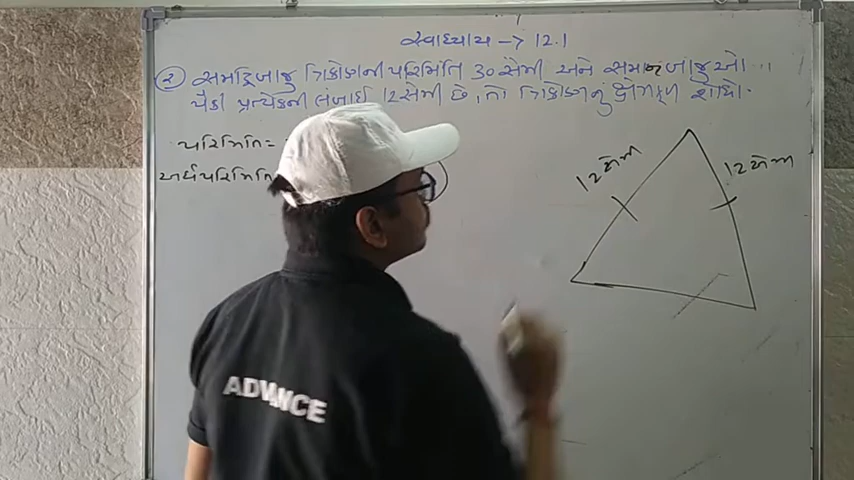 સ્વાધ્યાય → 12.1
(૨) સમદ્વિબાજુ ત્રિકોણની પરિમિતિ 30 સેમી અને સમાન બાજુઓ
પૈકી પ્રત્યેકની લંબાઈ 12 સેમી છે, તો ત્રિકોણનું ક્ષેત્રફળ શોધો.
પરિમિતિ =
અર્ધપરિમિતિ
12 સેમી
12 સેમી
ADVANCE